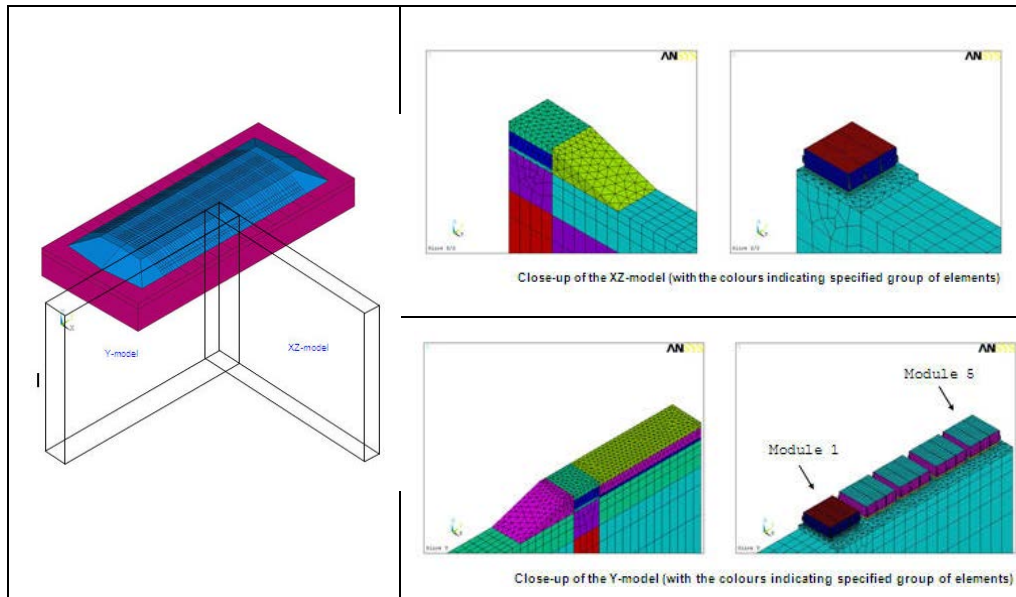 Y-model
XZ-model
AN
AN
Close-up of the XZ-model (with the colours indicating specified group of elements)
AN
AN
Module 5
Module 1
Close-up of the Y-model (with the colours indicating specified group of elements)